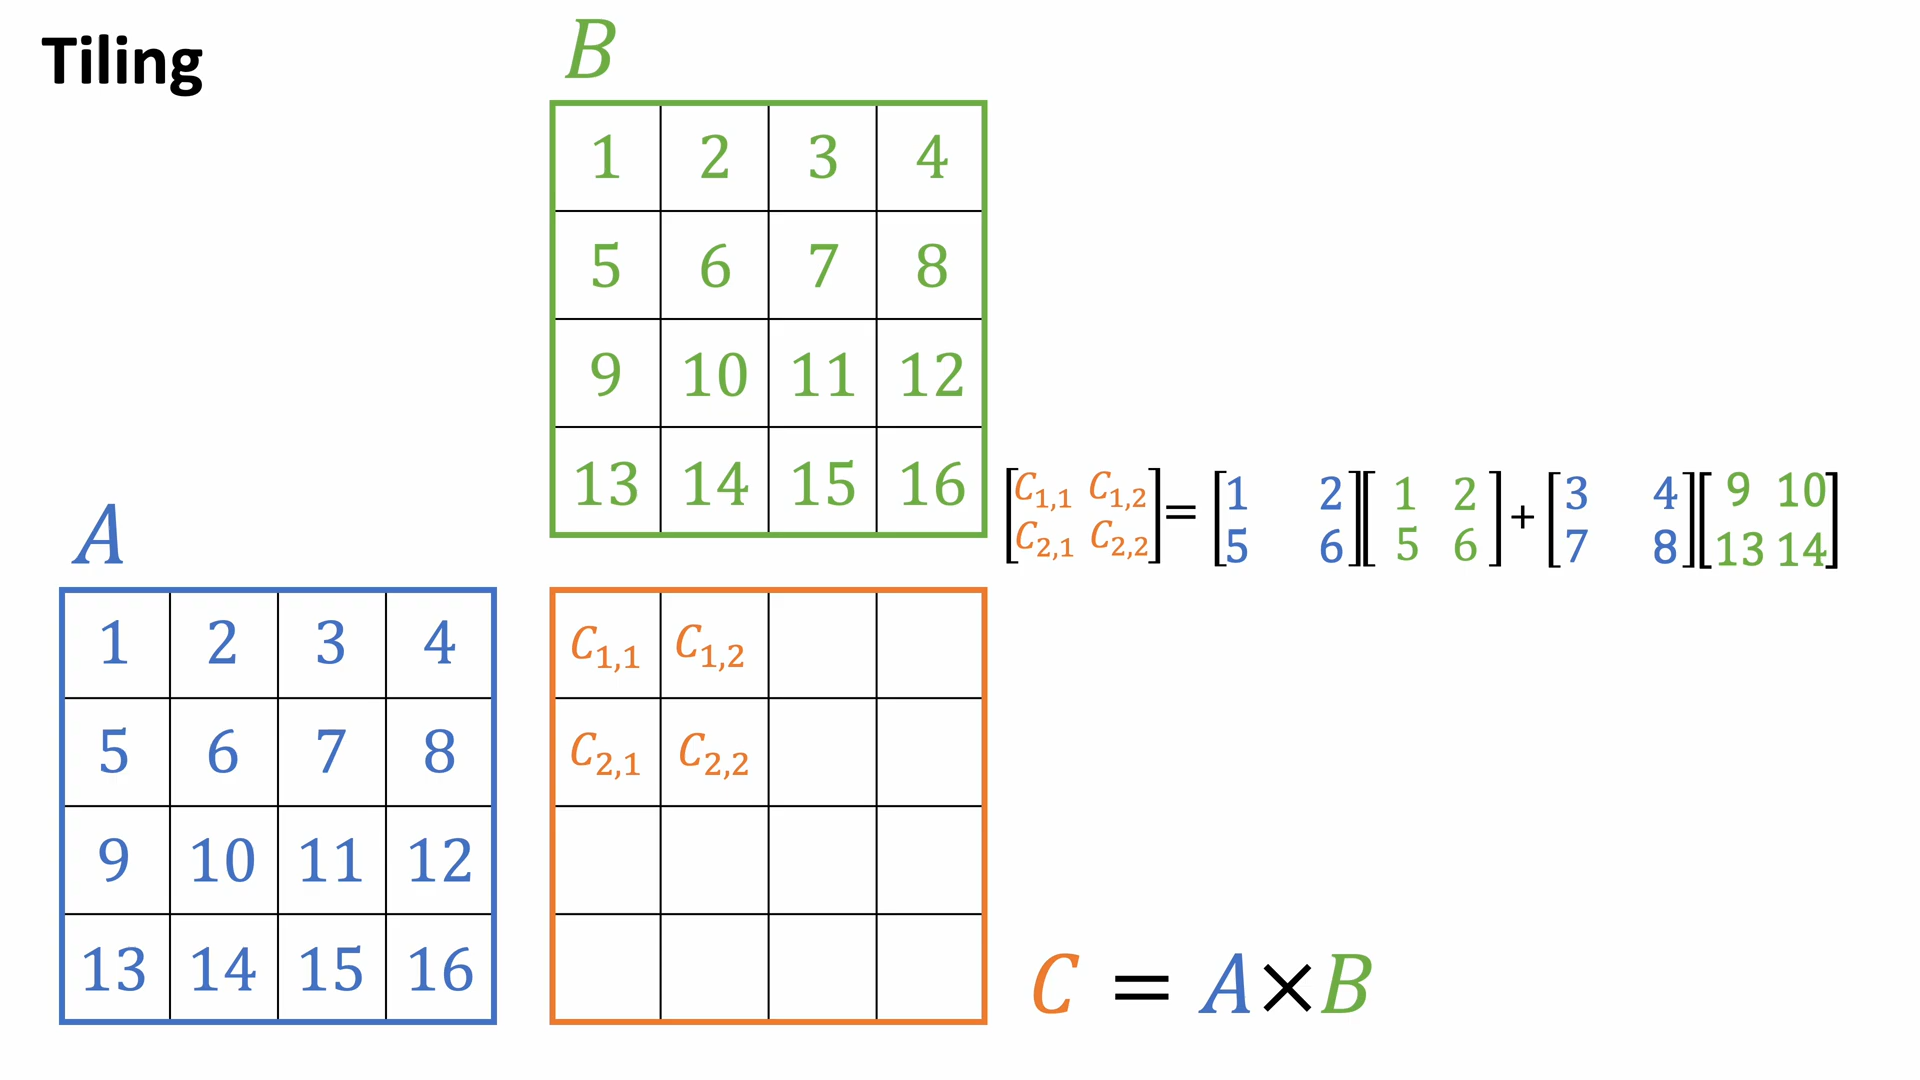 Tiling
B
1 2 3 4
5 6 7 8
9 10 11 12
13 14 15 16
[C1,1 C1,2] = [1 2] [1 2] + [3 4] [9 10]
[C2,1 C2,2] [5 6] [5 6] [7 8] [13 14]
A
1 2 3 4
5 6 7 8
9 10 11 12
13 14 15 16
C1,1 C1,2
C2,1 C2,2
C = A×B